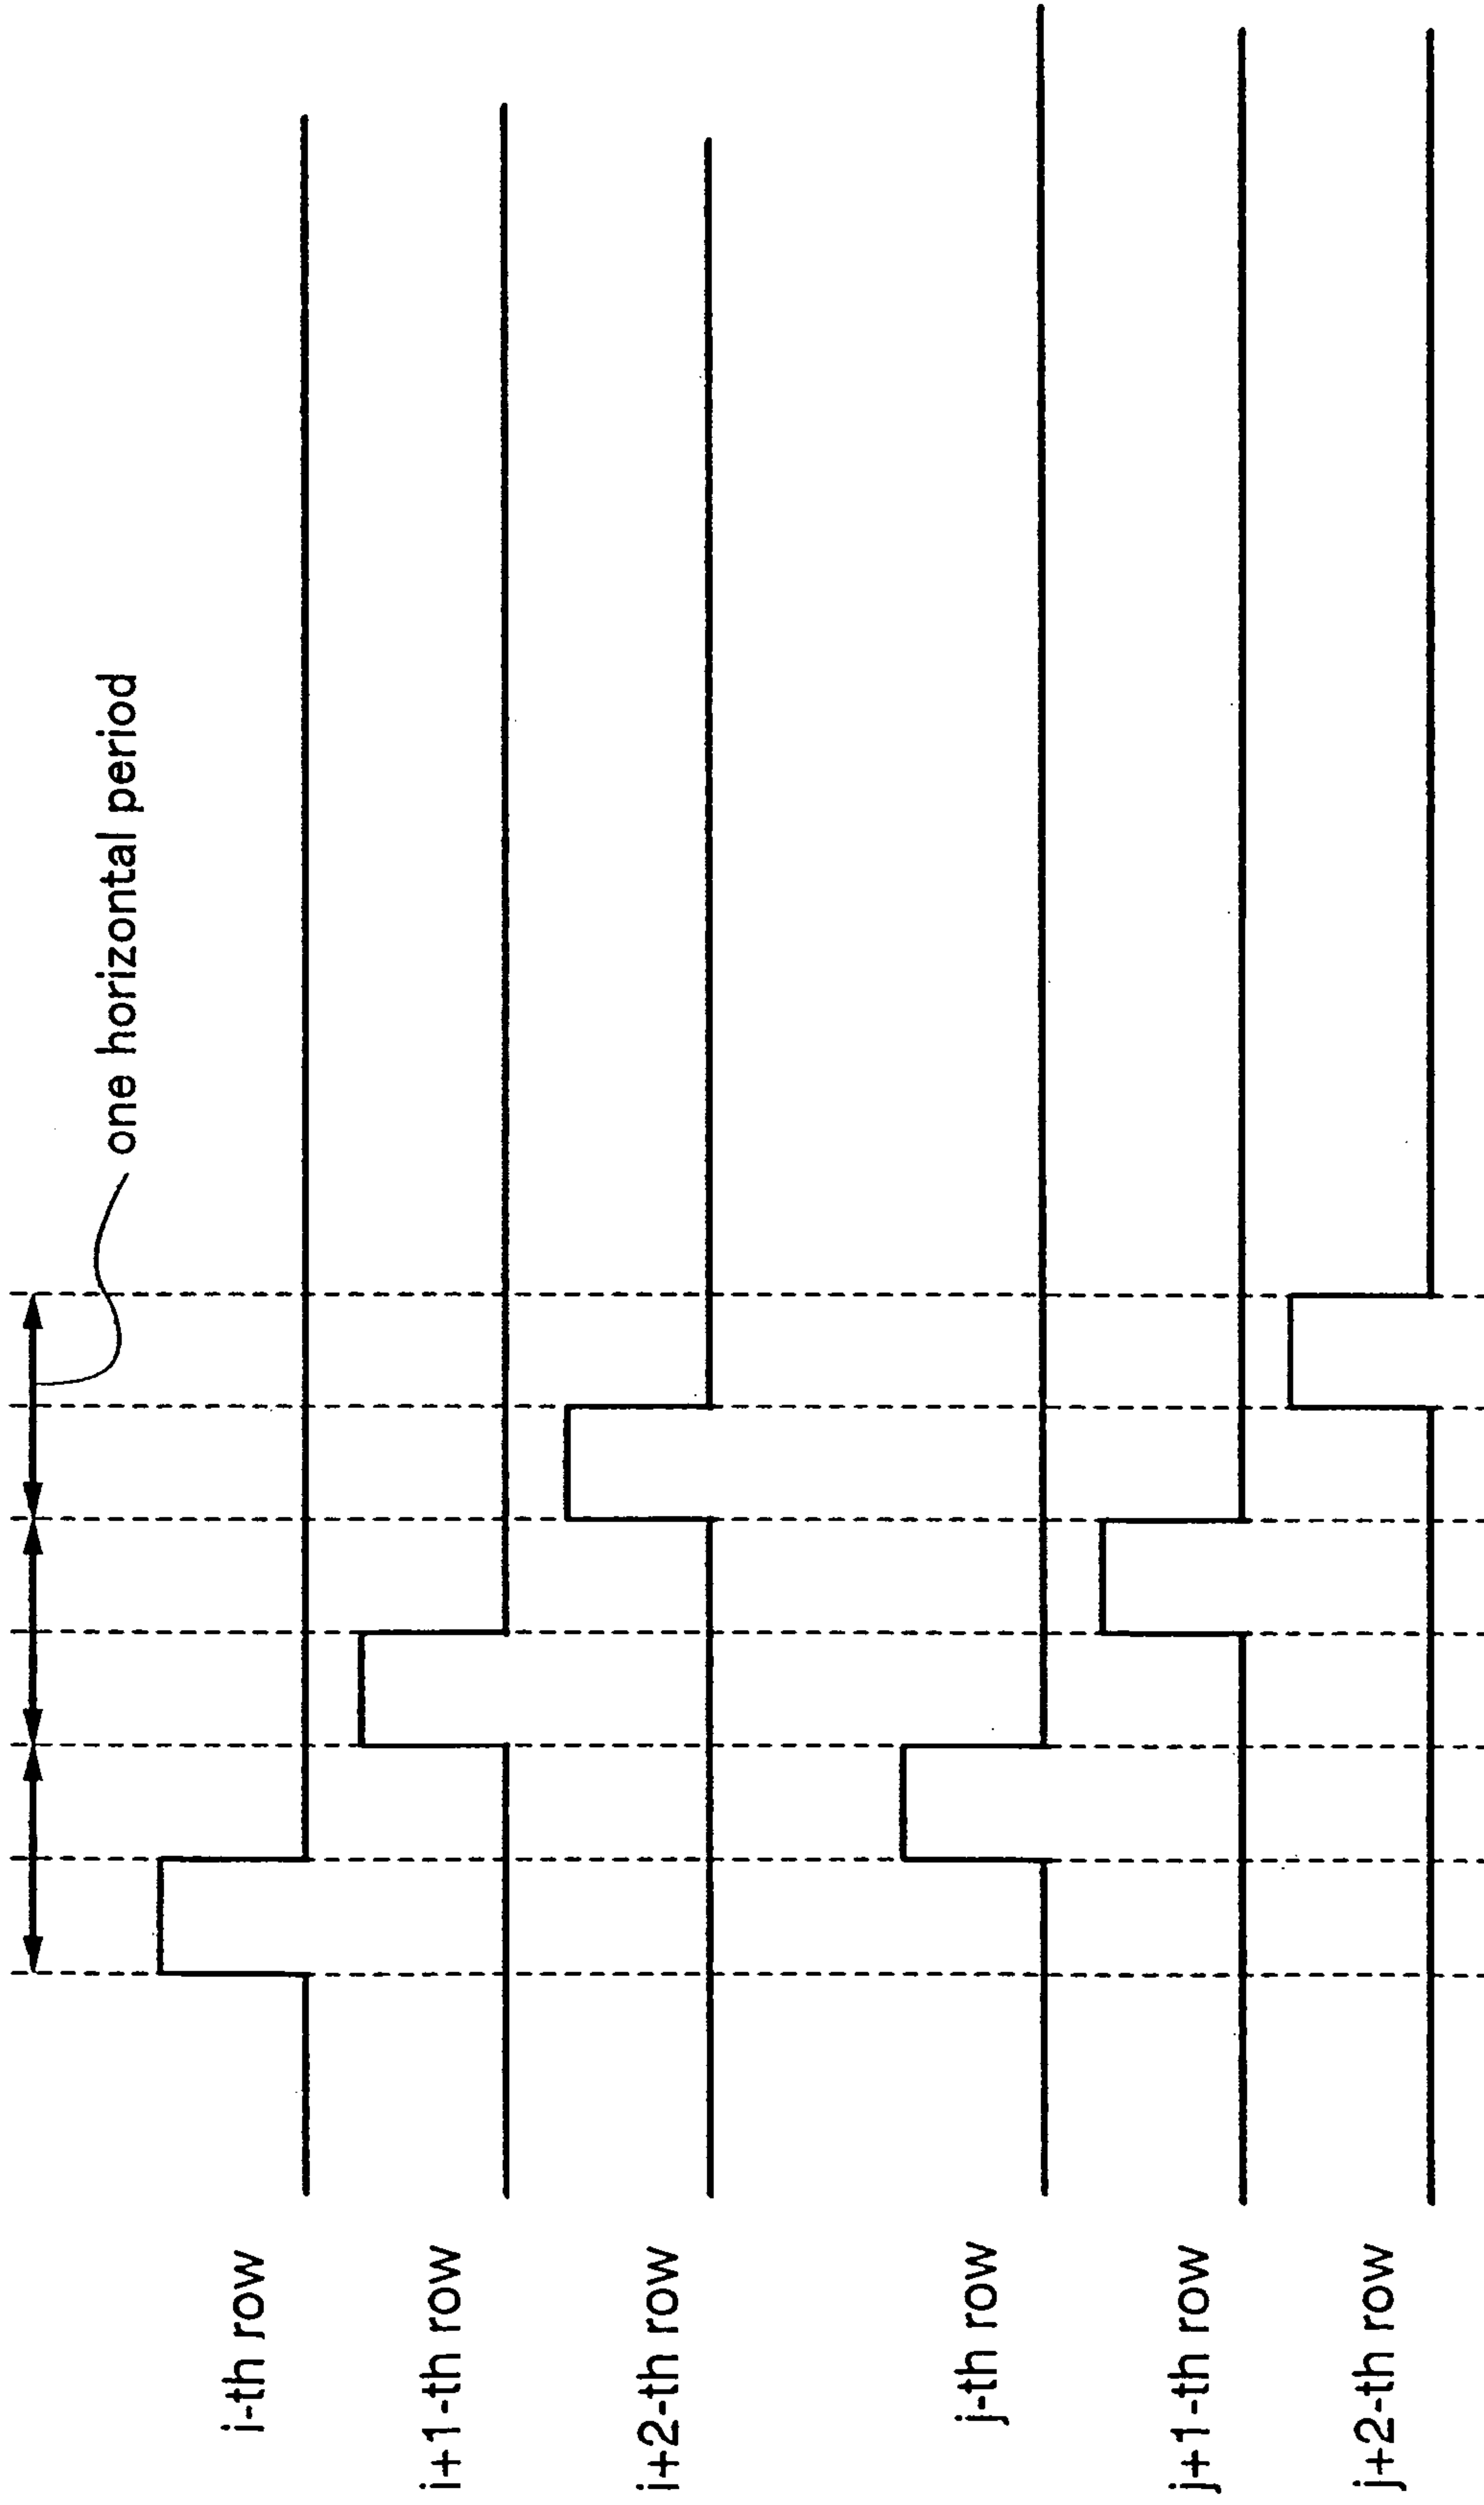 one horizontal period
i-th row
i+1-th row
i+2-th row
j-th row
j+1-th row
j+2-th row